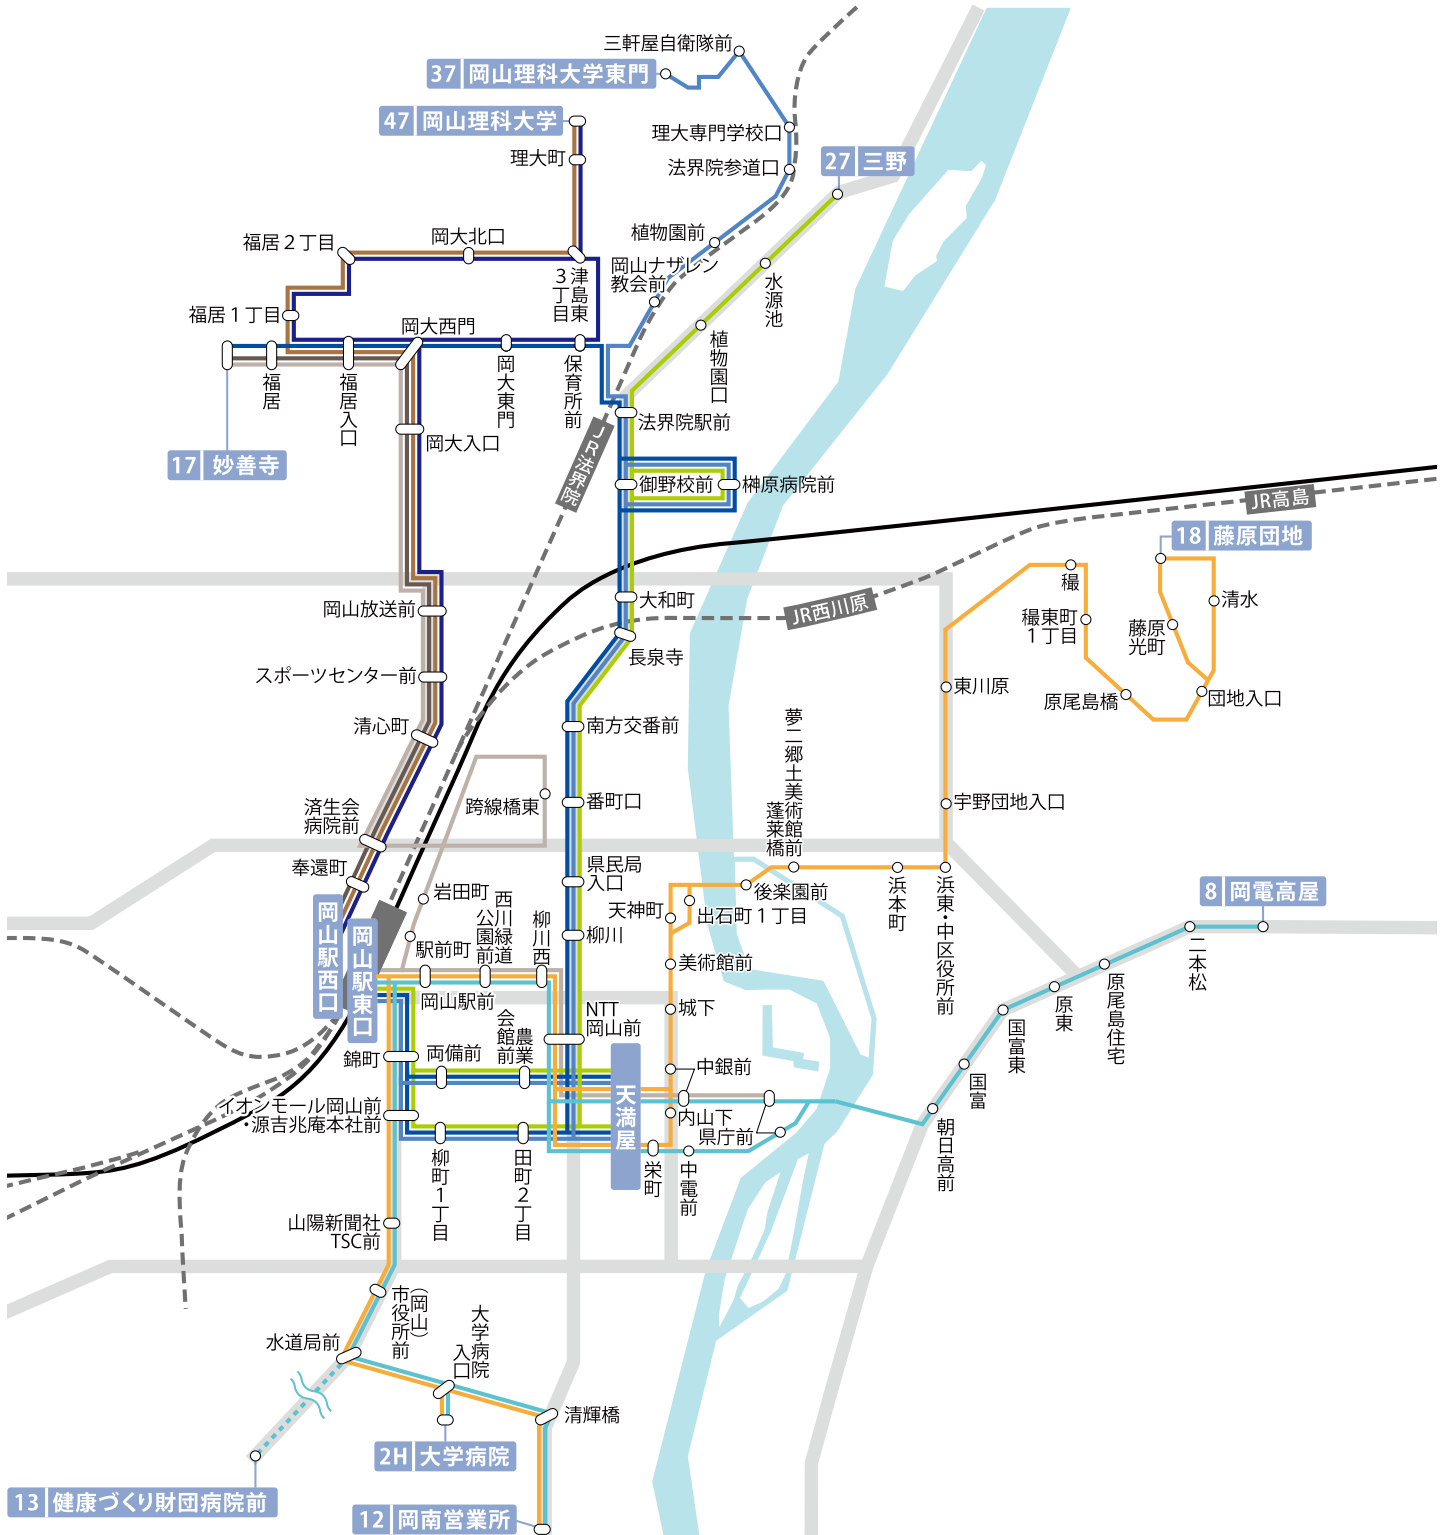 三軒屋自衛隊前
37 岡山理科大学東門
47 岡山理科大学
理大町
理大専門学校口
法界院参道口
27 三野
福居2丁目
岡大北口
植物園前
岡山ナザレン
教会前
津島東
3丁目
水源池
福居1丁目
岡大西門
植物園口
福居
福居入口
岡大東門
保育所前
法界院駅前
岡大入口
17 妙善寺
JR法界院
御野校前
榊原病院前
JR高島
18 藤原団地
穝
清水
岡山放送前
大和町
JR西川原
穝東町
1丁目
藤原
光町
長泉寺
スポーツセンター前
東川原
原尾島橋
団地入口
清心町
南方交番前
夢二郷土美術館前
蓬莱橋
済生会
病院前
跨線橋東
番町口
宇野団地入口
奉還町
県民局
入口
岩田町
西川緑道
公園前
柳川西
後楽園前
浜本町
浜東・中区役所前
8 岡電高屋
岡山駅西口
岡山駅東口
天神町
出石町1丁目
駅前町
柳川
二本松
美術館前
岡山駅前
原尾島住宅
原東
城下
NTT
岡山前
農業
会館前
国富東
錦町
両備前
中銀前
国富
天満屋
イオンモール岡山前
・源吉兆庵本社前
内山下
県庁前
朝日高前
柳町1丁目
田町2丁目
栄町
中電前
山陽新聞社
TSC前
(岡山)
市役所前
水道局前
大学病院
入口
清輝橋
2H 大学病院
13 健康づくり財団病院前
12 岡南営業所